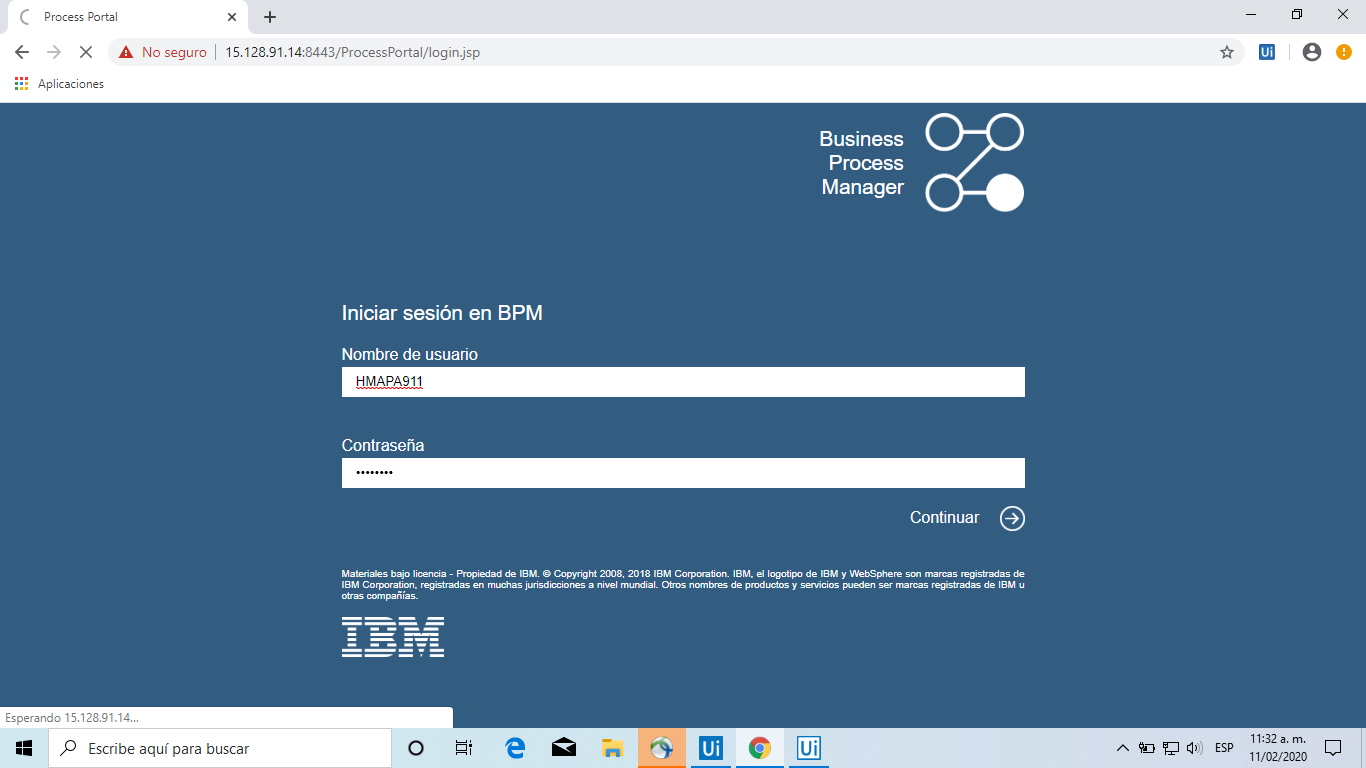 Process Portal
No seguro
15.128.91.14:8443/ProcessPortal/login.jsp
Ui
Aplicaciones
Business
Process
Manager
Iniciar sesión en BPM
Nombre de usuario
HMAPA911
Contraseña
••••••••
Continuar
Materiales bajo licencia - Propiedad de IBM. © Copyright 2008, 2018 IBM Corporation. IBM, el logotipo de IBM y WebSphere son marcas registradas de
IBM Corporation, registradas en muchas jurisdicciones a nivel mundial. Otros nombres de productos y servicios pueden ser marcas registradas de IBM u
otras compañías.
IBM
Esperando 15.128.91.14...
Escribe aquí para buscar
Ui
Ui
ESP
11:32 a. m.
11/02/2020